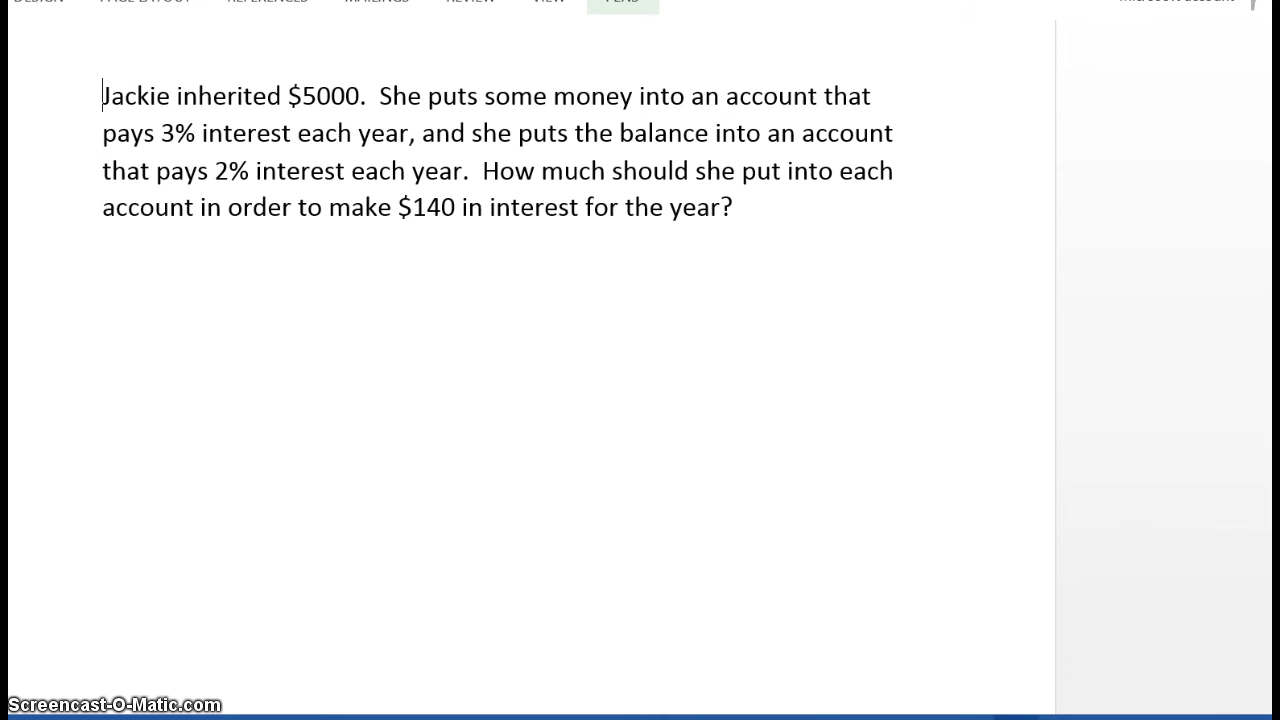 Jackie inherited $5000. She puts some money into an account that
pays 3% interest each year, and she puts the balance into an account
that pays 2% interest each year. How much should she put into each
account in order to make $140 in interest for the year?
Screencast-O-Matic.com